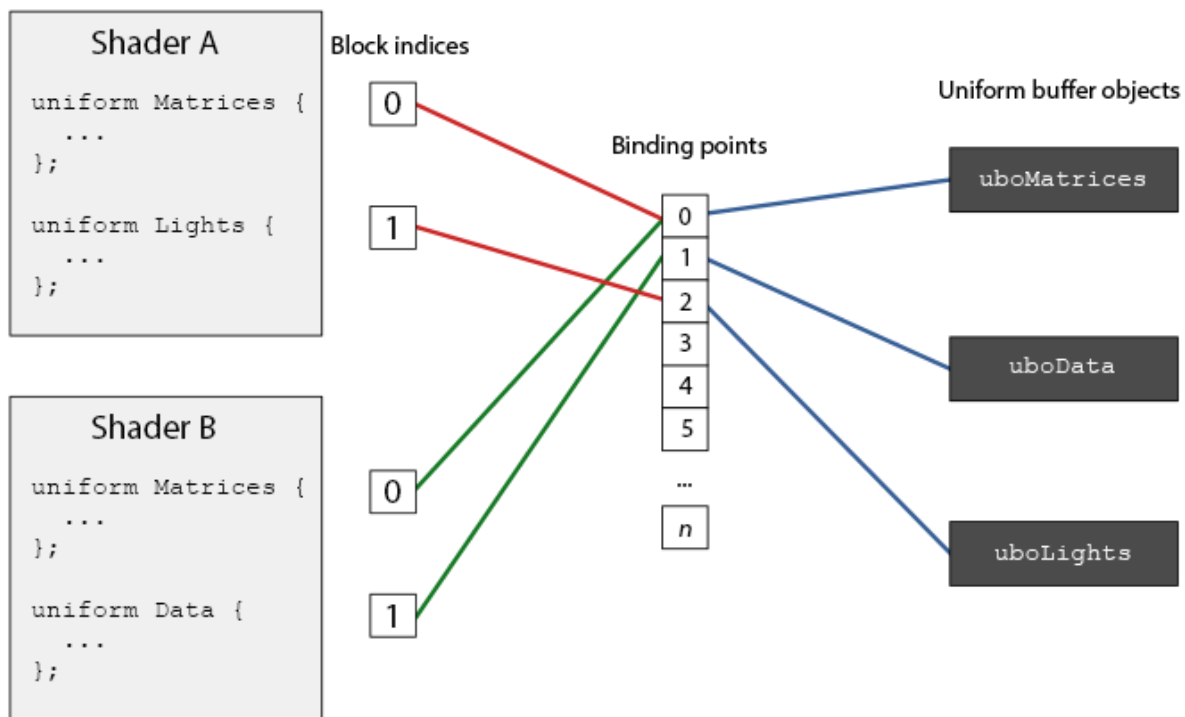 Shader A
uniform Matrices {
...
};
uniform Lights {
...
};
Shader B
uniform Matrices {
...
};
uniform Data {
...
};
Block indices
0
1
0
1
Binding points
0
1
2
3
4
5
...
n
Uniform buffer objects
uboMatrices
uboData
uboLights